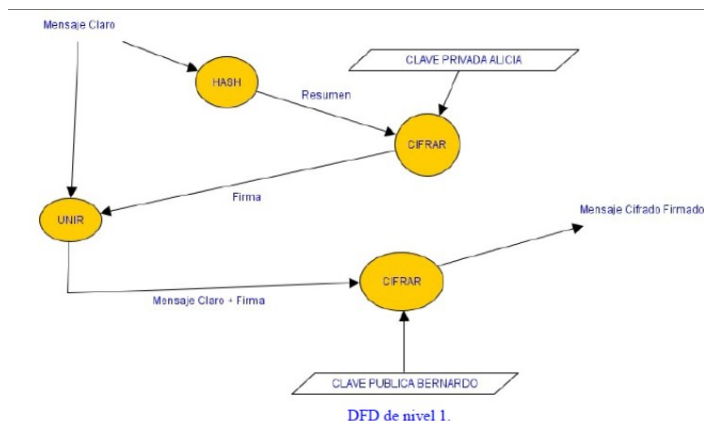 Mensaje Claro
CLAVE PRIVADA ALICIA
HASH
Resumen
CIFRAR
Firma
UNIR
Mensaje Cifrado Firmado
CIFRAR
Mensaje Claro + Firma
CLAVE PUBLICA BERNARDO
DFD de nivel 1.